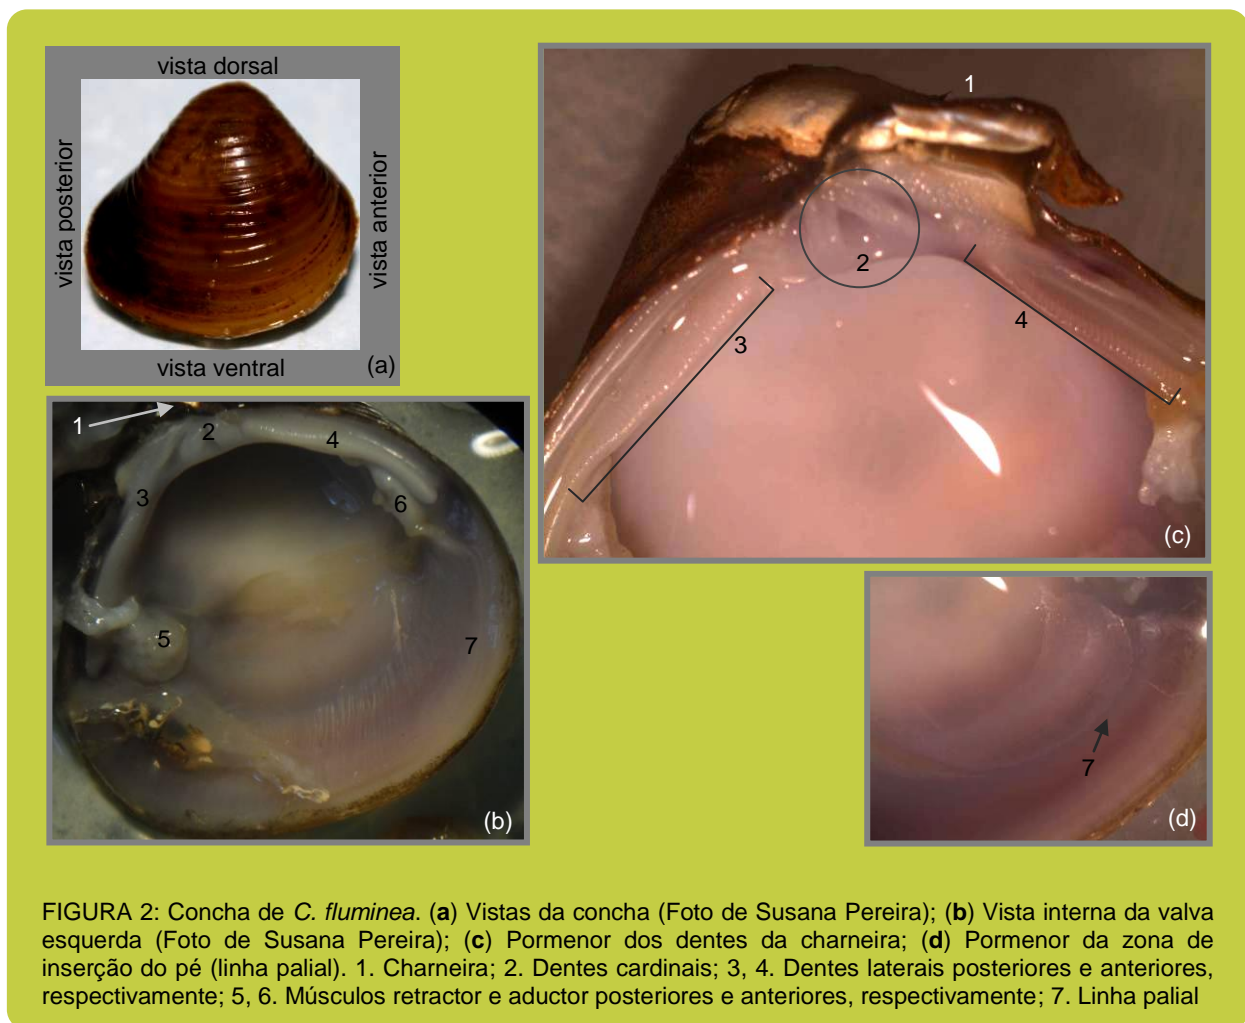 vista dorsal
vista posterior
vista anterior
vista ventral
(a)
1
2
3
4
(c)
1
2
4
3
6
5
7
(b)
7
(d)
FIGURA 2: Concha de C. fluminea. (a) Vistas da concha (Foto de Susana Pereira); (b) Vista interna da valva
esquerda (Foto de Susana Pereira); (c) Pormenor dos dentes da charneira; (d) Pormenor da zona de
inserção do pé (linha palial). 1. Charneira; 2. Dentes cardinais; 3, 4. Dentes laterais posteriores e anteriores,
respectivamente; 5, 6. Músculos retractor e aductor posteriores e anteriores, respectivamente; 7. Linha palial